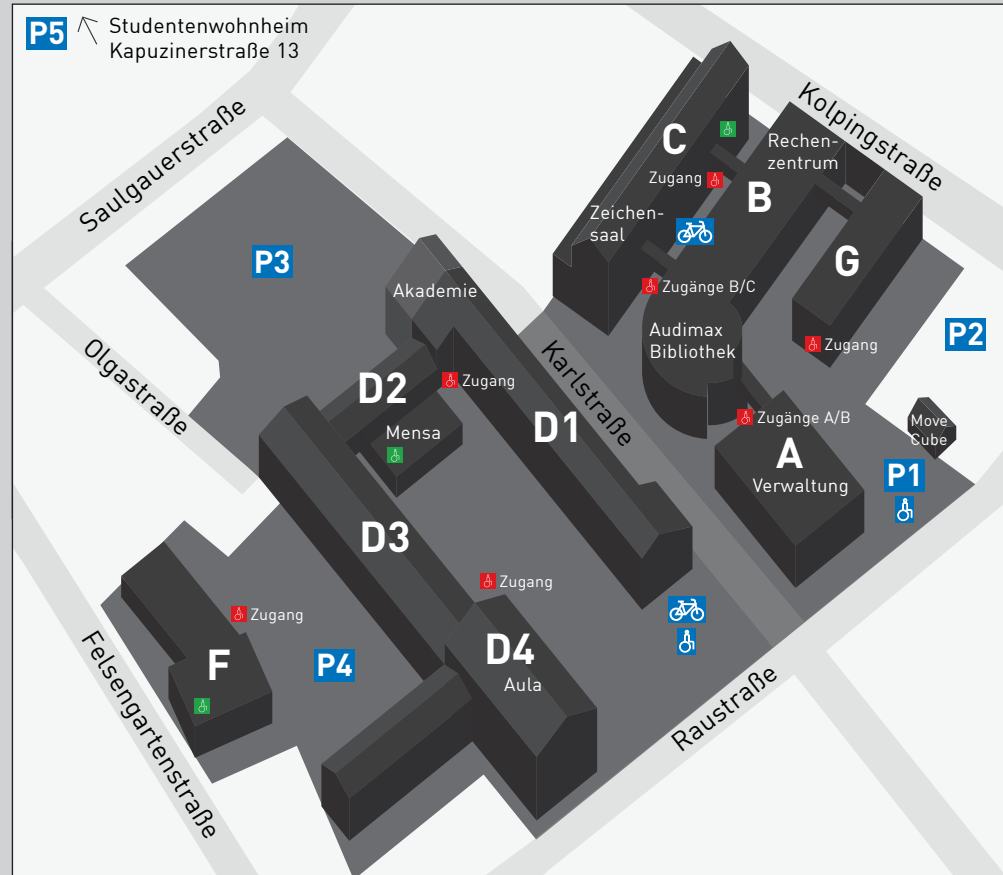 P5
Studentenwohnheim
Kapuzinerstraße 13
Saulgauerstraße
Kolpingstraße
C
Rechen-
zentrum
Zugang
B
Zeichen-
saal
P3
G
Akademie
Zugänge B/C
Audimax
Bibliothek
Zugang
P2
Olgastraße
Karlstraße
D2
Zugang
Mensa
D1
Zugänge A/B
Move
Cube
A
Verwaltung
P1
D3
Zugang
Zugang
F
P4
D4
Aula
Felsengartenstraße
Raustraße